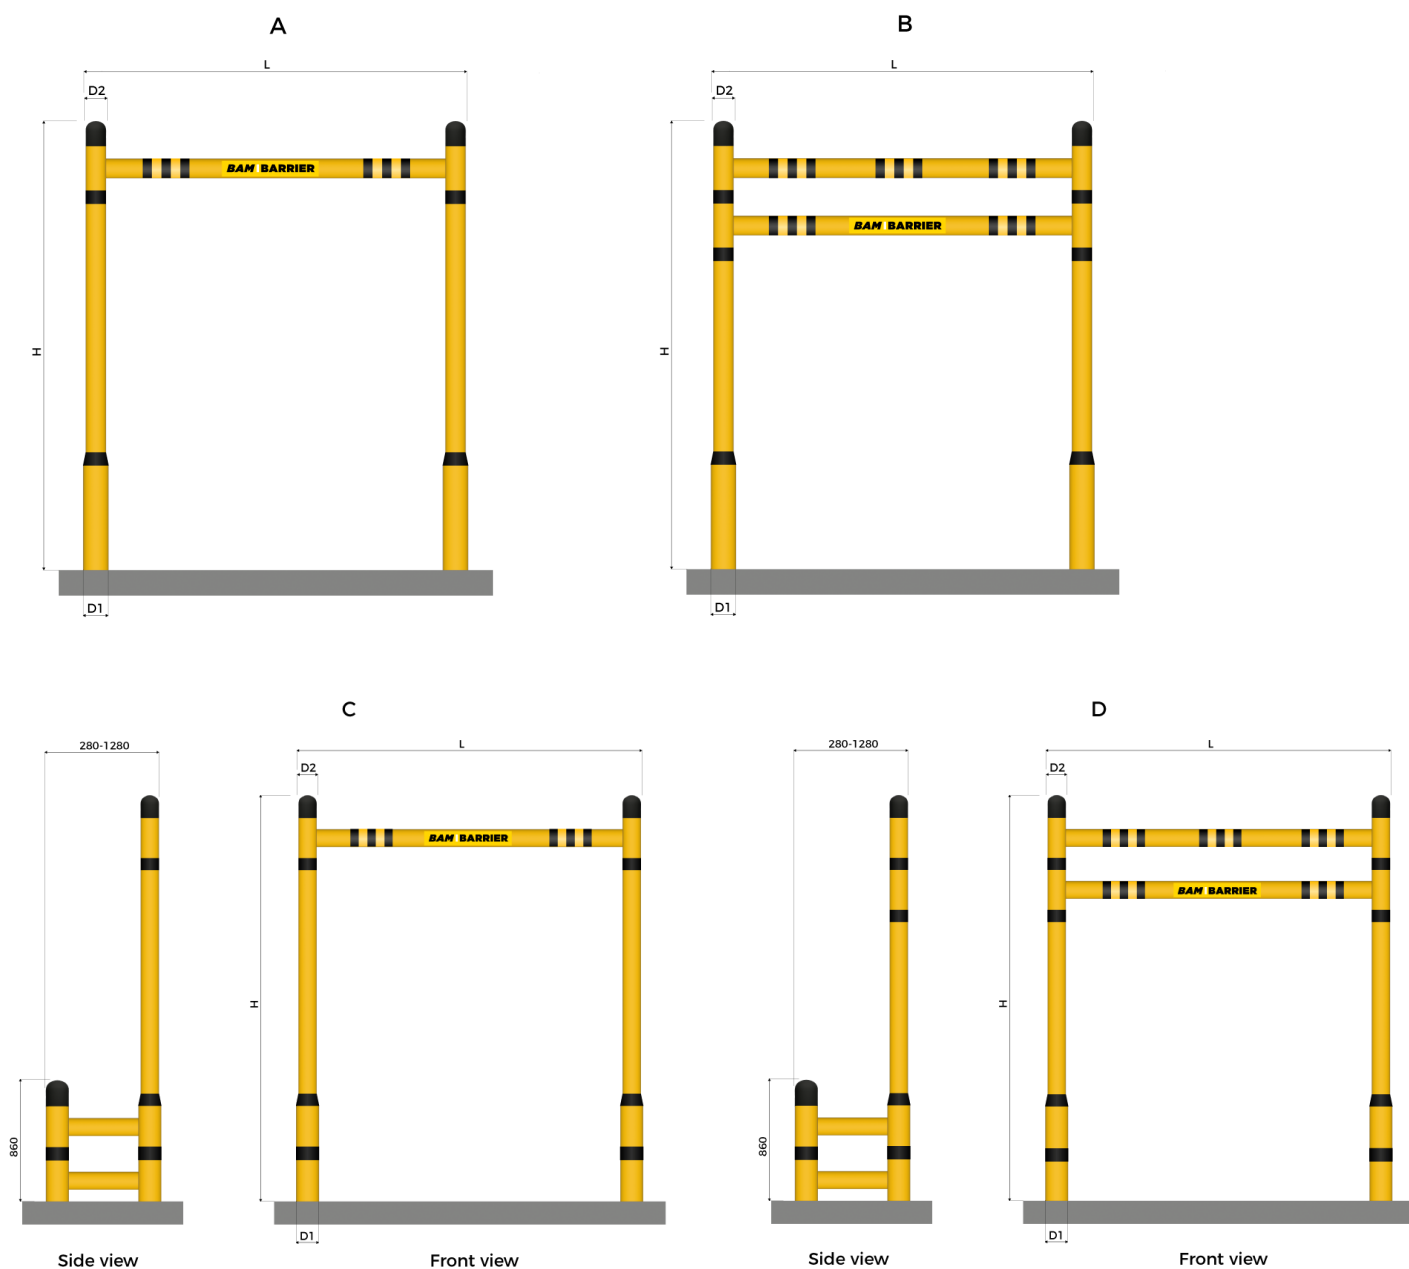 A
B
L
L
D2
D2
BAM BARRIER
BAM BARRIER
H
H
D1
D1
C
D
280-1280
L
280-1280
L
D2
D2
BAM BARRIER
BAM BARRIER
H
H
860
860
D1
D1
Side view
Front view
Side view
Front view